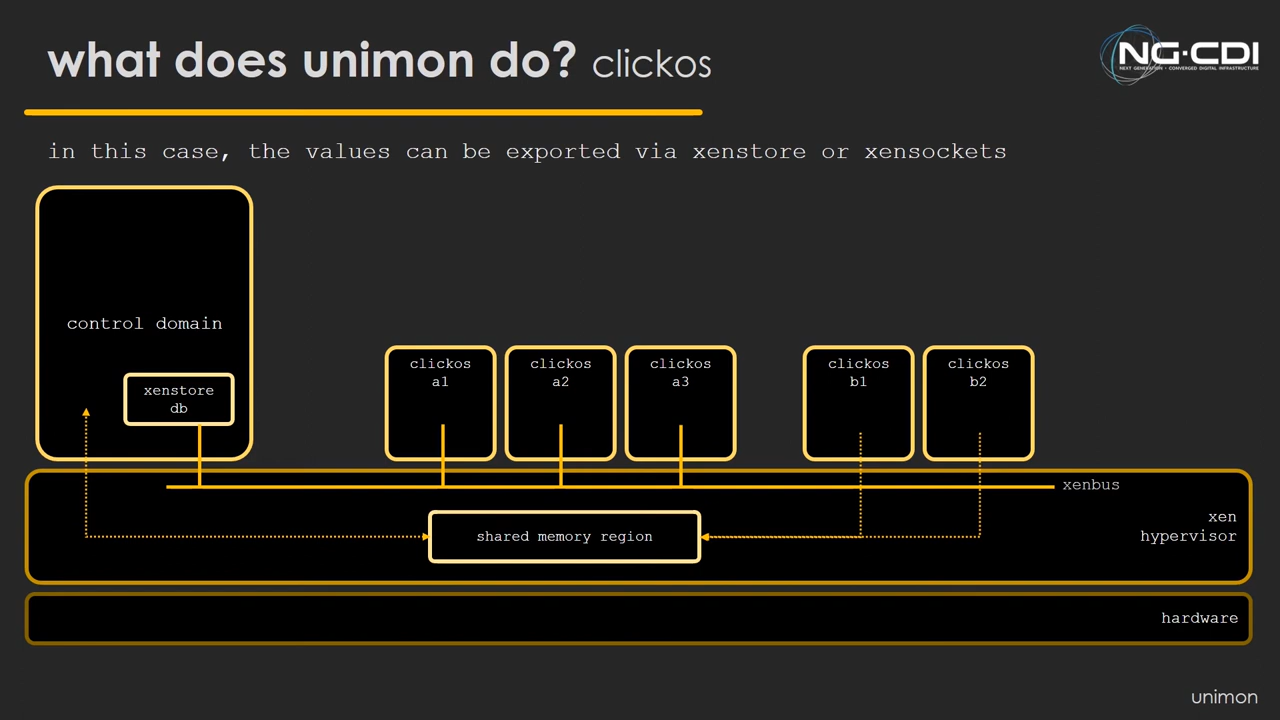 what does unimon do? clickos
NG-CDI
NEXT GENERATION - CONVERGED DIGITAL INFRASTRUCTURE
in this case, the values can be exported via xenstore or xensockets
control domain
xenstore
db
clickos
a1
clickos
a2
clickos
a3
clickos
b1
clickos
b2
xenbus
xen
hypervisor
shared memory region
hardware
unimon